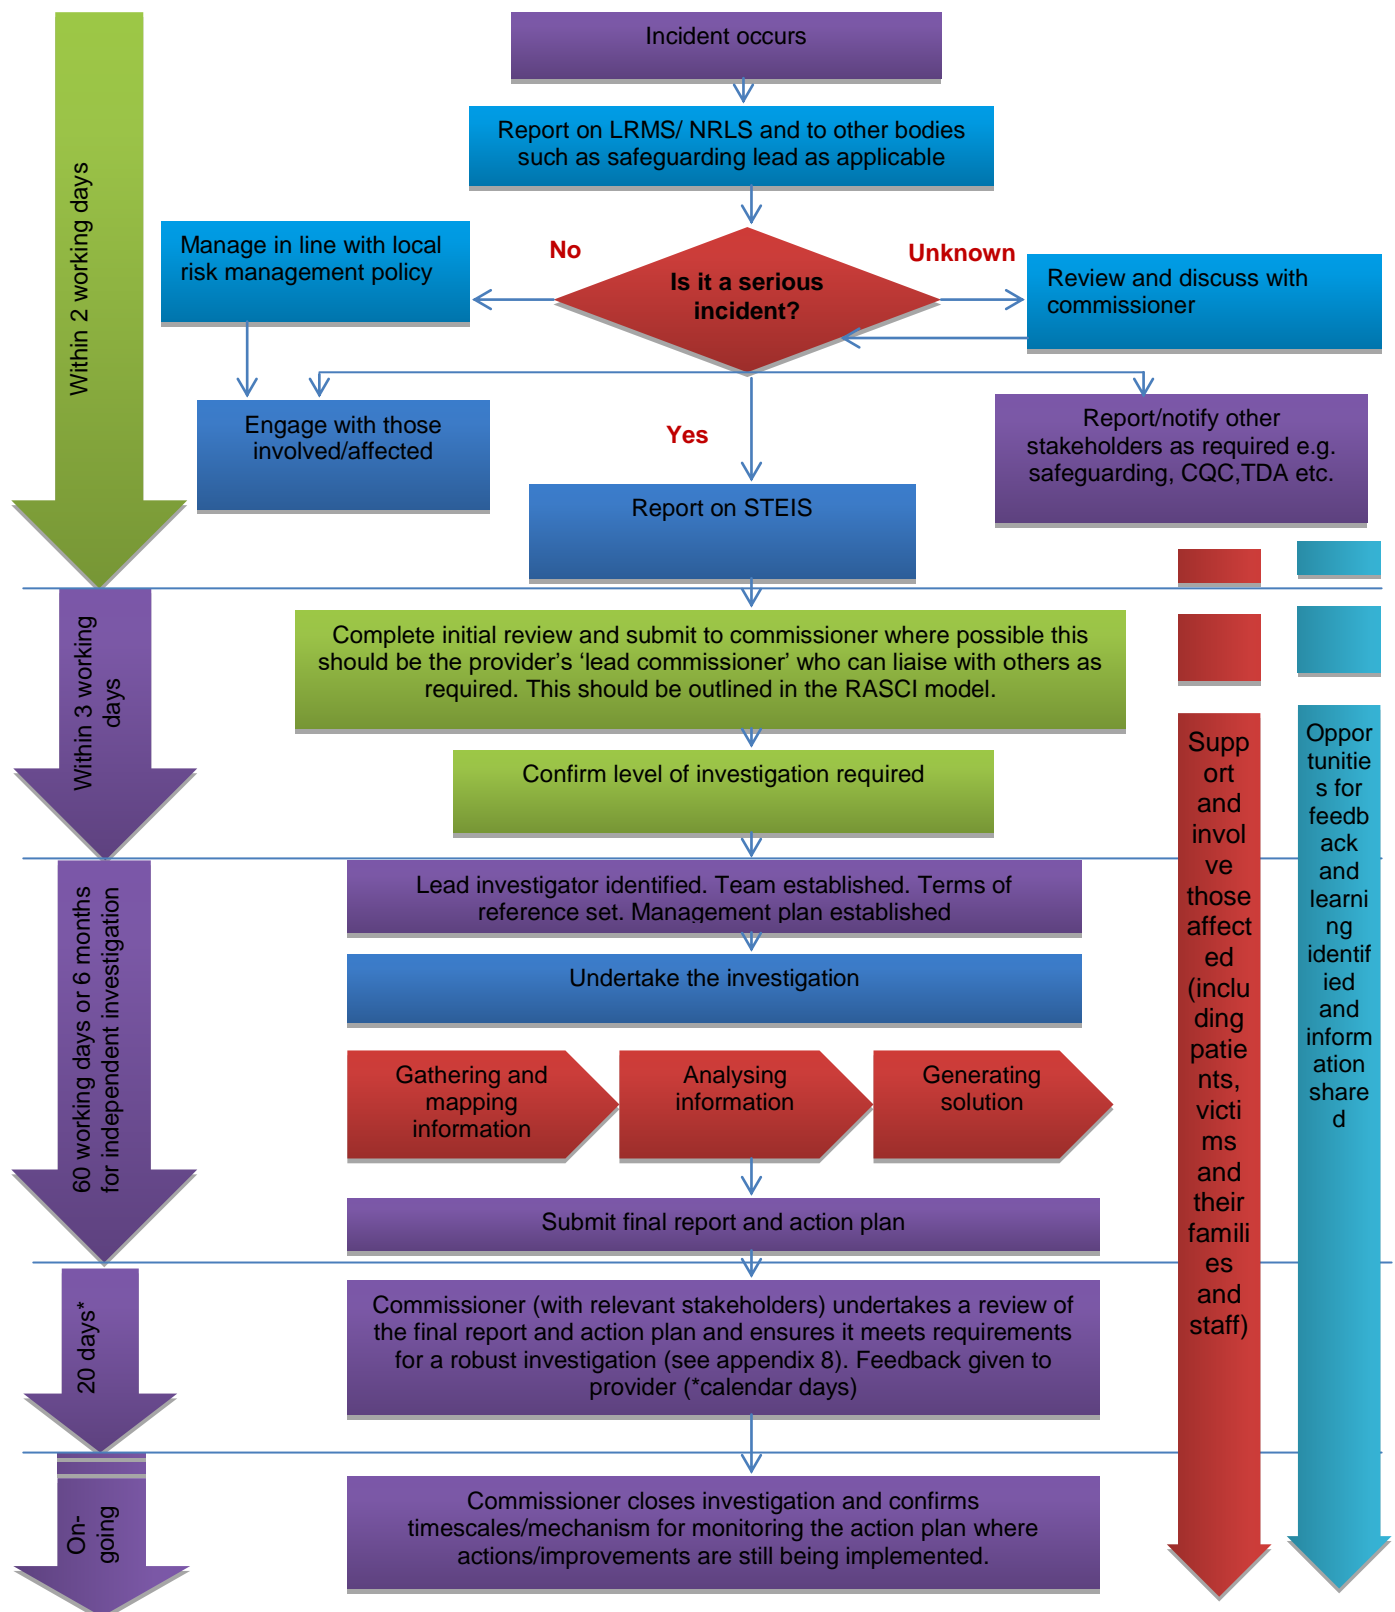 Incident occurs
Report on LRMS/ NRLS and to other bodies
such as safeguarding lead as applicable
Within 2 working days
Manage in line with local
risk management policy
No
Is it a serious
incident?
Unknown
Review and discuss with
commissioner
Engage with those
involved/affected
Yes
Report/notify other
stakeholders as required e.g.
safeguarding, CQC,TDA etc.
Report on STEIS
Within 3 working
days
Complete initial review and submit to commissioner where possible this
should be the provider’s ‘lead commissioner’ who can liaise with others as
required. This should be outlined in the RASCI model.
Confirm level of investigation required
60 working days or 6 months
for independent investigation
Lead investigator identified. Team established. Terms of
reference set. Management plan established
Undertake the investigation
Gathering and
mapping
information
Analysing
information
Generating
solution
Submit final report and action plan
20 days*
Commissioner (with relevant stakeholders) undertakes a review of
the final report and action plan and ensures it meets requirements
for a robust investigation (see appendix 8). Feedback given to
provider (*calendar days)
On-
going
Commissioner closes investigation and confirms
timescales/mechanism for monitoring the action plan where
actions/improvements are still being implemented.
Supp
ort
and
invol
ve
those
affect
ed
(inclu
ding
patie
nts,
victi
ms
and
their
famili
es
and
staff)
Oppor
tunitie
s for
feedb
ack
and
learni
ng
identif
ied
and
inform
ation
share
d